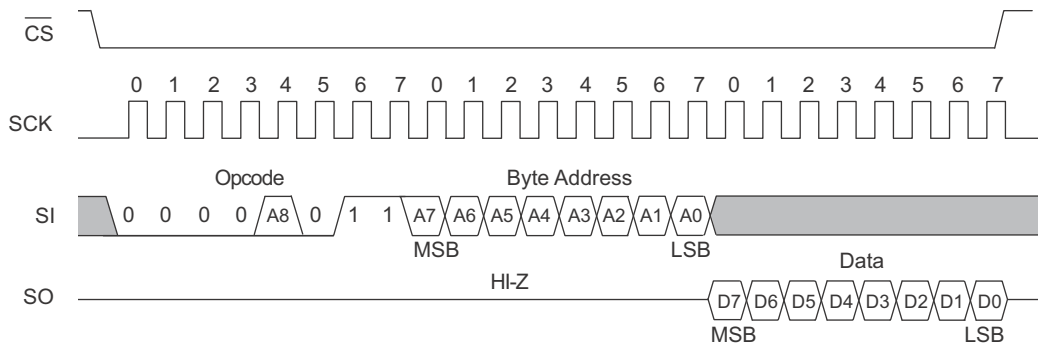 CS
0 1 2 3 4 5 6 7 0 1 2 3 4 5 6 7 0 1 2 3 4 5 6 7
SCK
Opcode Byte Address
SI 0 0 0 0 A8 0 1 1 A7 A6 A5 A4 A3 A2 A1 A0
MSB LSB
HI-Z Data
SO D7 D6 D5 D4 D3 D2 D1 D0
MSB LSB